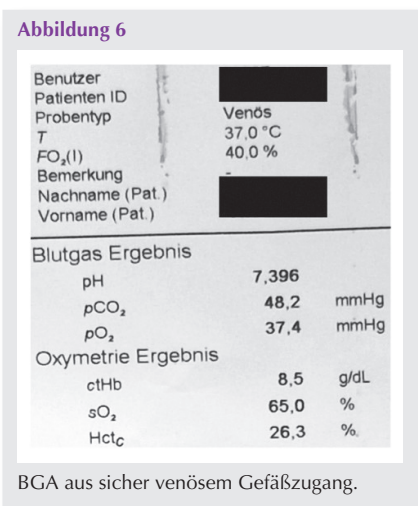 Abbildung 6
Benutzer
Patienten ID
Probentyp Venös
T 37,0 °C
FO₂(I) 40,0 %
Bemerkung -
Nachname (Pat.)
Vorname (Pat.)
Blutgas Ergebnis
pH 7,396
pCO₂ 48,2 mmHg
pO₂ 37,4 mmHg
Oxymetrie Ergebnis
ctHb 8,5 g/dL
sO₂ 65,0 %
Hctc 26,3 %
BGA aus sicher venösem Gefäßzugang.